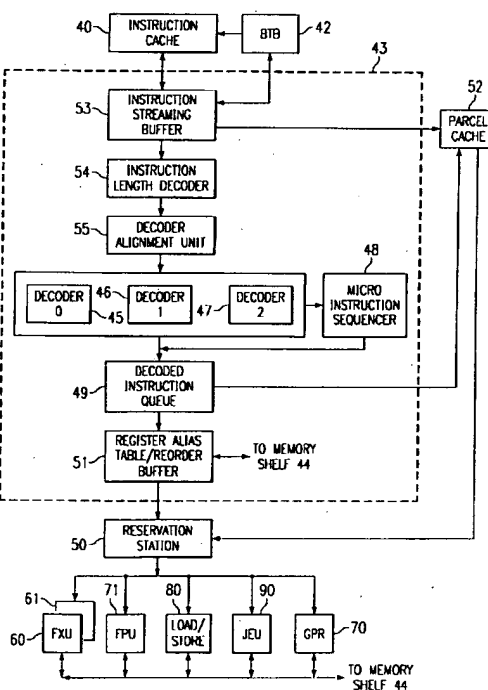 40
INSTRUCTION
CACHE
BTB
42
43
52
53
INSTRUCTION
STREAMING
BUFFER
PARCEL
CACHE
54
INSTRUCTION
LENGTH DECODER
55
DECODER
ALIGNMENT UNIT
48
DECODER
0
45
46
DECODER
1
47
DECODER
2
MICRO
INSTRUCTION
SEQUENCER
49
DECODED
INSTRUCTION
QUEUE
51
REGISTER ALIAS
TABLE/REORDER
BUFFER
TO MEMORY
SHELF 44
50
RESERVATION
STATION
61
60
FXU
71
FPU
80
LOAD/
STORE
90
JEU
GPR
70
TO MEMORY
SHELF 44